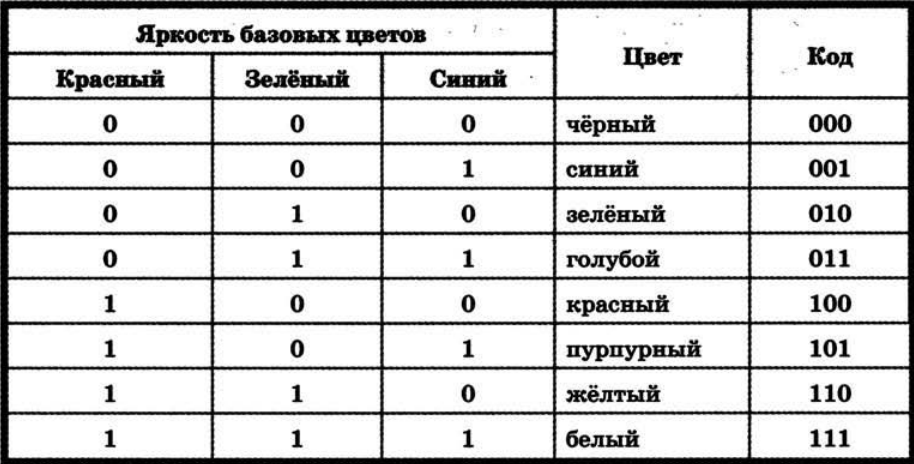 Яркость базовых цветов Цвет Код
Красный Зелёный Синий
0 0 0 чёрный 000
0 0 1 синий 001
0 1 0 зелёный 010
0 1 1 голубой 011
1 0 0 красный 100
1 0 1 пурпурный 101
1 1 0 жёлтый 110
1 1 1 белый 111